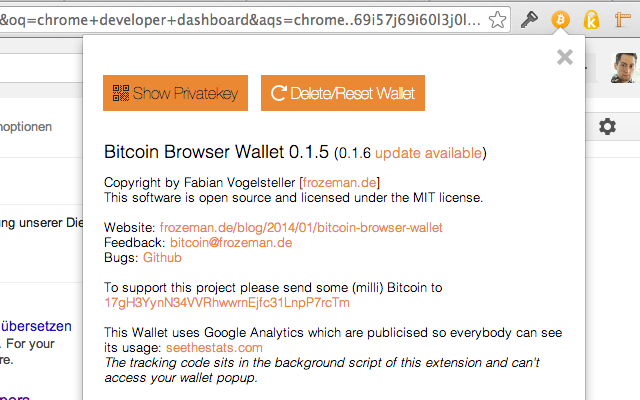 &oq=chrome+developer+dashboard&aqs=chrome..69i57j69i60l3j0l...
Show Privatekey
Delete/Reset Wallet
noptionen
Bitcoin Browser Wallet 0.1.5 (0.1.6 update available)
Copyright by Fabian Vogelsteller [frozeman.de]
This software is open source and licensed under the MIT license.
ung unserer Die
Website: frozeman.de/blog/2014/01/bitcoin-browser-wallet
Feedback: bitcoin@frozeman.de
Bugs: Github
To support this project please send some (milli) Bitcoin to
17gH3YynN34VVRhwwrnEjfc31LnpP7rcTm
übersetzen
. For your
re.
This Wallet uses Google Analytics which are publicised so everybody can see
its usage: seethestats.com
The tracking code sits in the background script of this extension and can't
access your wallet popup.